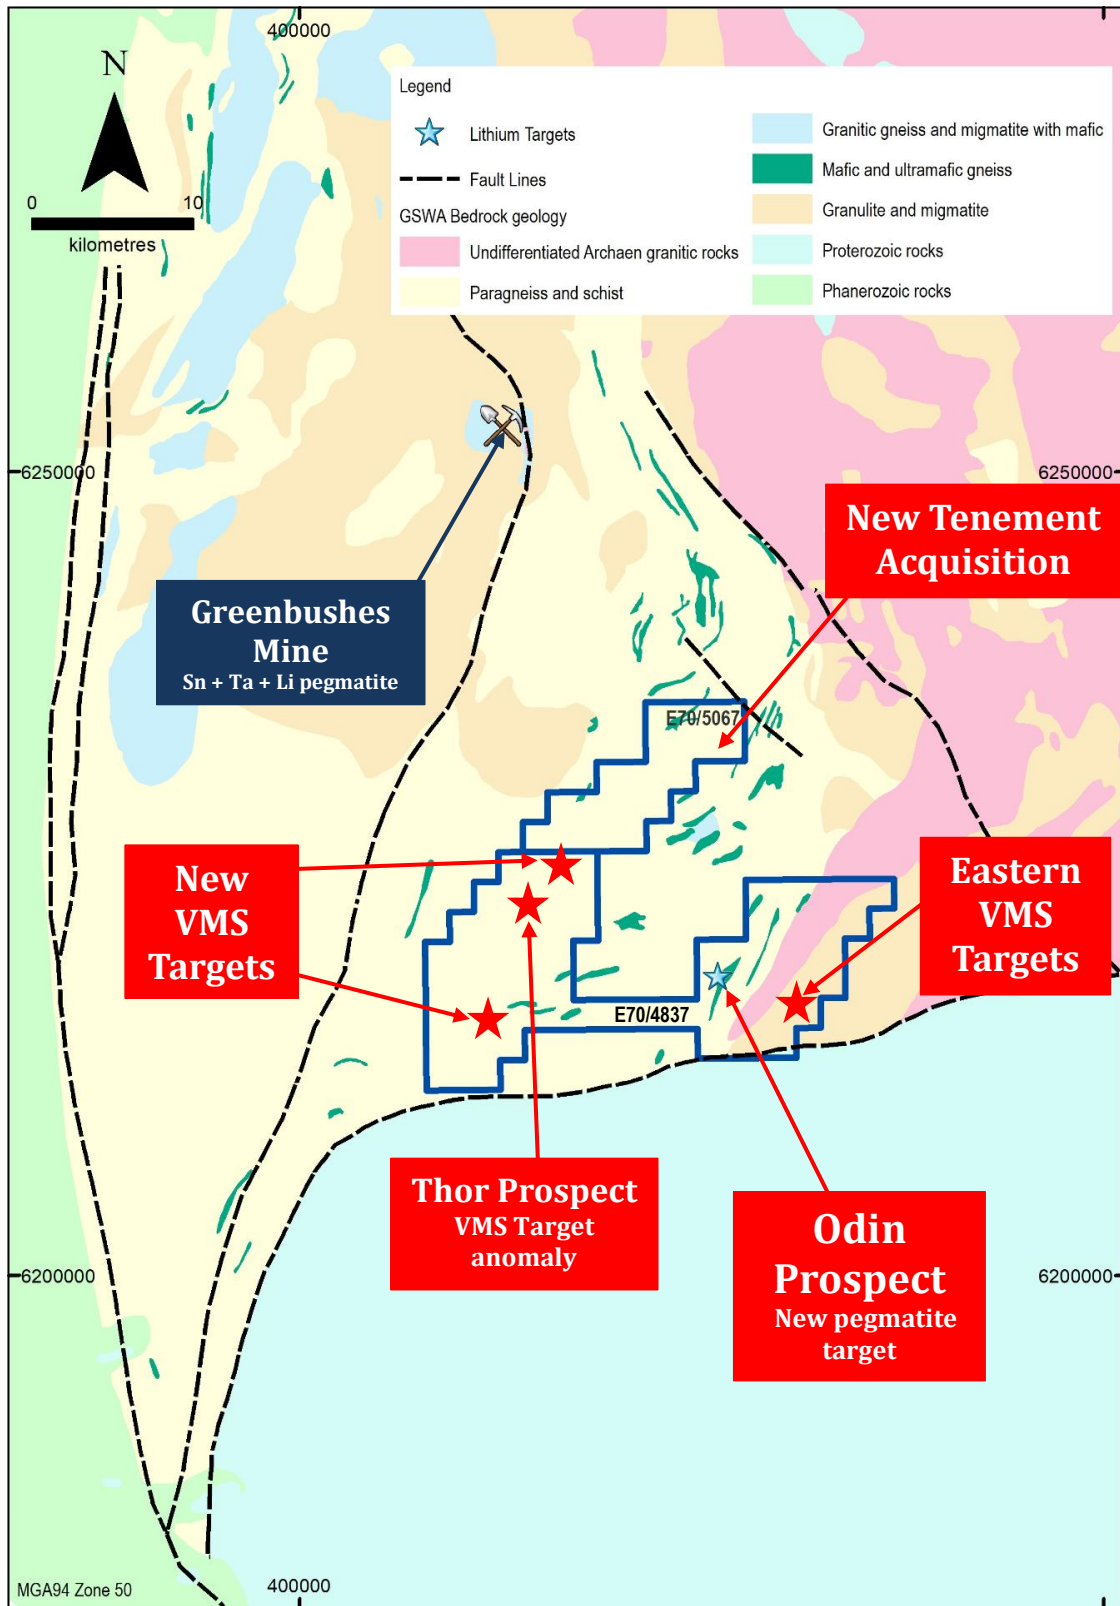 400000
N
0 10
kilometres
Legend
Lithium Targets
Fault Lines
GSWA Bedrock geology
Undifferentiated Archaen granitic rocks
Paragneiss and schist
Granitic gneiss and migmatite with mafic
Mafic and ultramafic gneiss
Granulite and migmatite
Proterozoic rocks
Phanerozoic rocks
6250000
6250000
New Tenement
Acquisition
Greenbushes
Mine
Sn + Ta + Li pegmatite
E70/5067
New
VMS
Targets
Eastern
VMS
Targets
E70/4837
Thor Prospect
VMS Target
anomaly
Odin
Prospect
New pegmatite
target
6200000
6200000
MGA94 Zone 50
400000